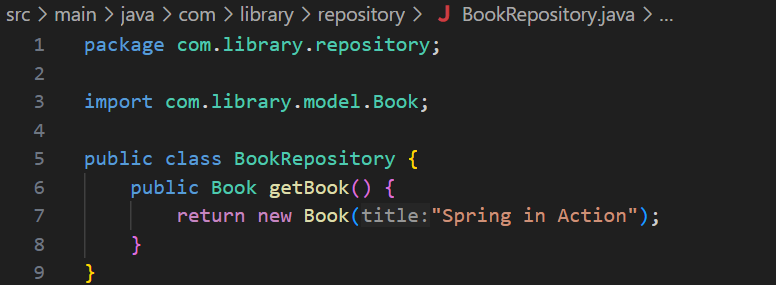 src > main > java > com > library > repository > J BookRepository.java > ...
1 package com.library.repository;
2
3 import com.library.model.Book;
4
5 public class BookRepository {
6     public Book getBook() {
7         return new Book(title:"Spring in Action");
8     }
9 }